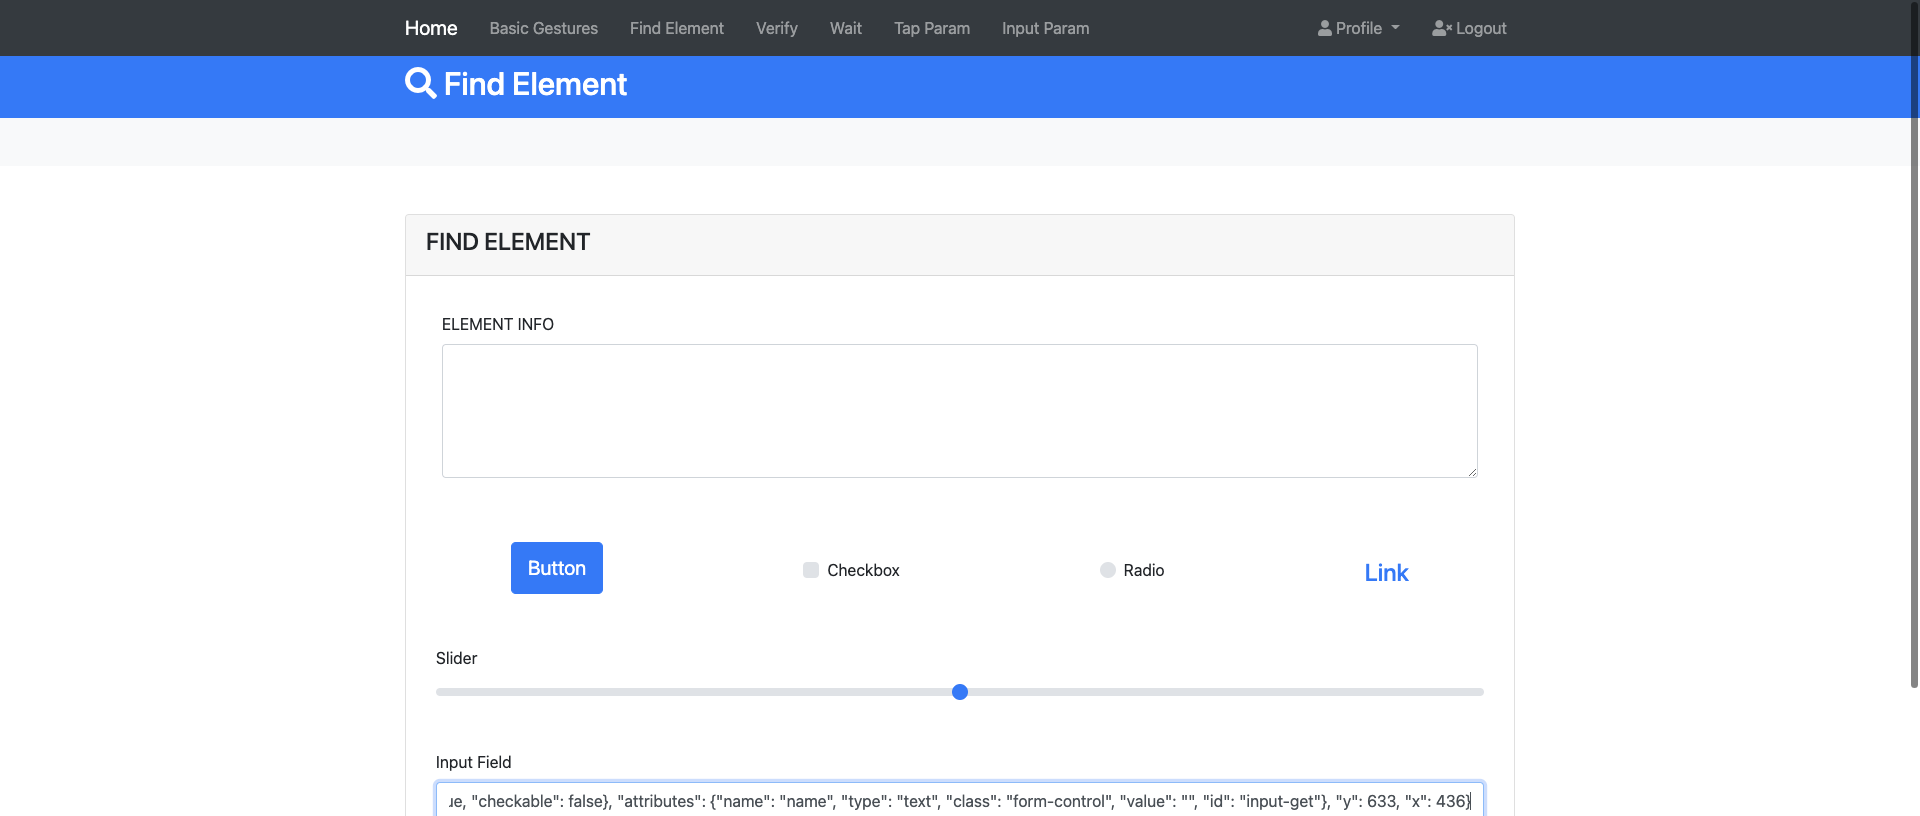 Home Basic Gestures Find Element Verify Wait Tap Param Input Param Profile Logout
Find Element
FIND ELEMENT
ELEMENT INFO
Button Checkbox Radio Link
Slider
Input Field
"checkable": false}, "attributes": {"name": "name", "type": "text", "class": "form-control", "value": "", "id": "input-get"}, "y": 633, "x": 436}